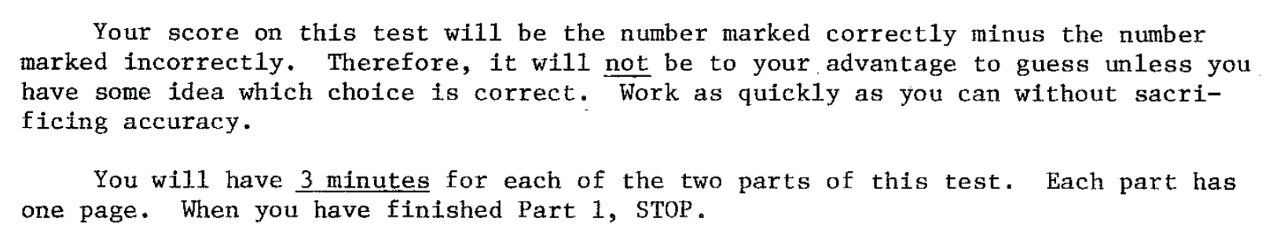 Your score on this test will be the number marked correctly minus the number
marked incorrectly. Therefore, it will not be to your advantage to guess unless you
have some idea which choice is correct. Work as quickly as you can without sacri-
ficing accuracy.
You will have 3 minutes for each of the two parts of this test. Each part has
one page. When you have finished Part 1, STOP.